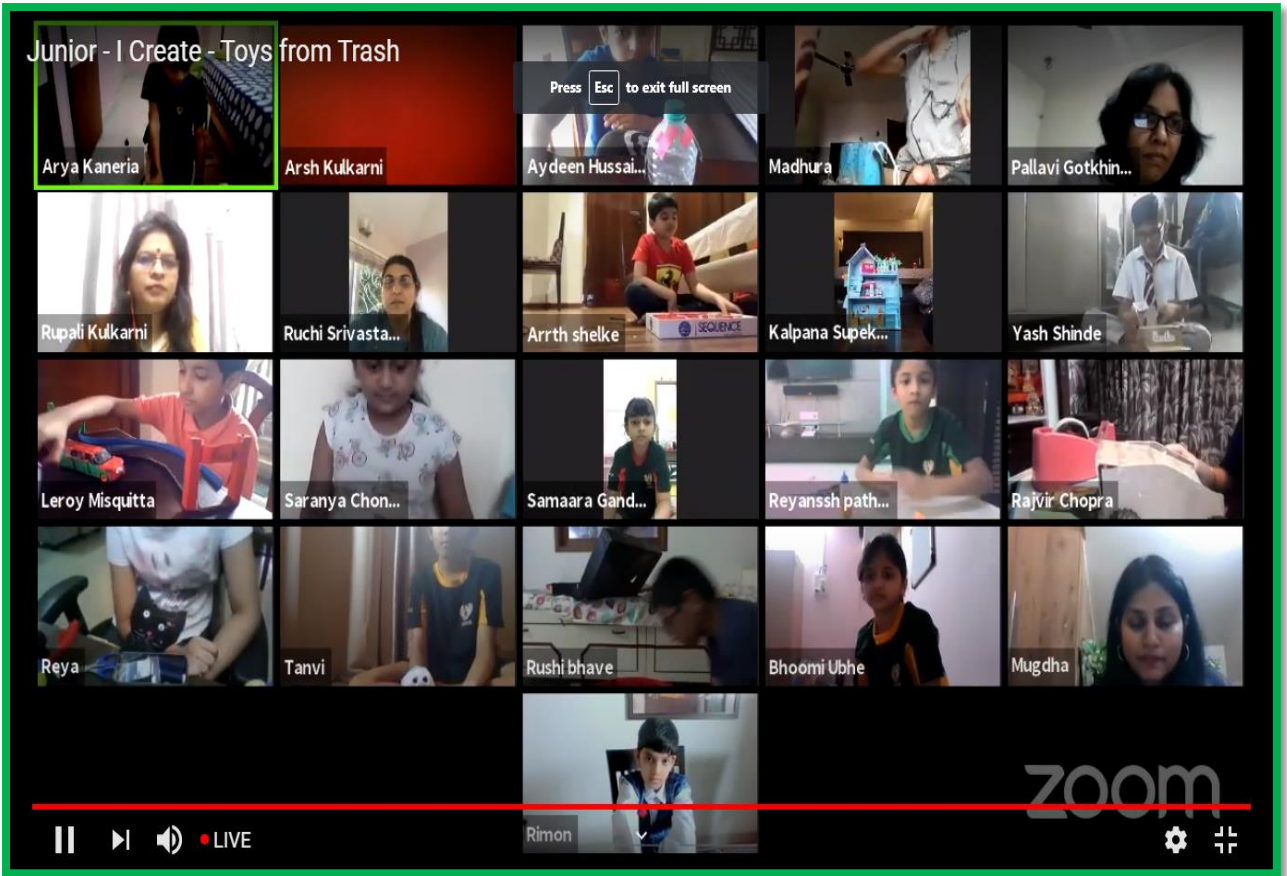 Junior - I Create - Toys from Trash
Press Esc to exit full screen
Arya Kaneria
Arsh Kulkarni
Aydeen Hussai...
Madhura
Pallavi Gotkhin...
Rupali Kulkarni
Ruchi Srivasta...
Arrth shelke
SEQUENCE
Kalpana Supek...
Yash Shinde
Leroy Misquitta
Saranya Chon...
Samaara Gand...
Reyanssh path...
Rajvir Chopra
Reya
Tanvi
Rushi bhave
Bhoomi Ubhe
Mugdha
Rimon
zoom
LIVE